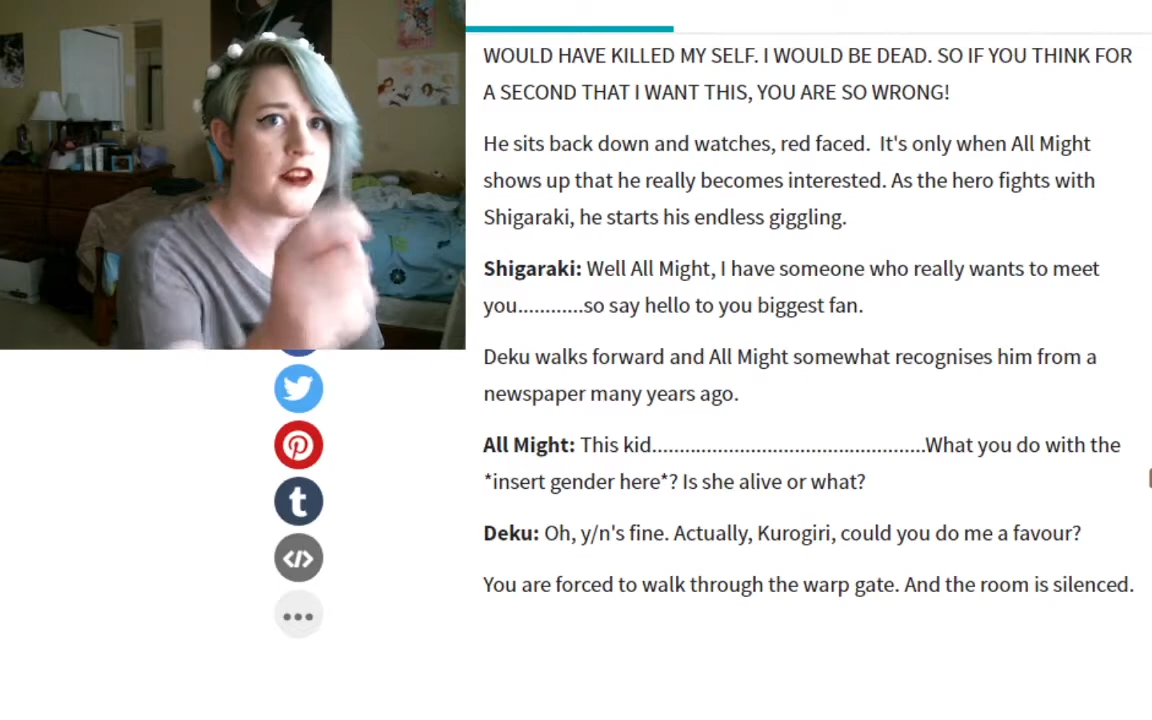 WOULD HAVE KILLED MY SELF. I WOULD BE DEAD. SO IF YOU THINK FOR
A SECOND THAT I WANT THIS, YOU ARE SO WRONG!
He sits back down and watches, red faced.  It's only when All Might
shows up that he really becomes interested. As the hero fights with
Shigaraki, he starts his endless giggling.
Shigaraki: Well All Might, I have someone who really wants to meet
you............so say hello to you biggest fan.
Deku walks forward and All Might somewhat recognises him from a
newspaper many years ago.
All Might: This kid.................................................What you do with the
*insert gender here*? Is she alive or what?
Deku: Oh, y/n's fine. Actually, Kurogiri, could you do me a favour?
You are forced to walk through the warp gate. And the room is silenced.